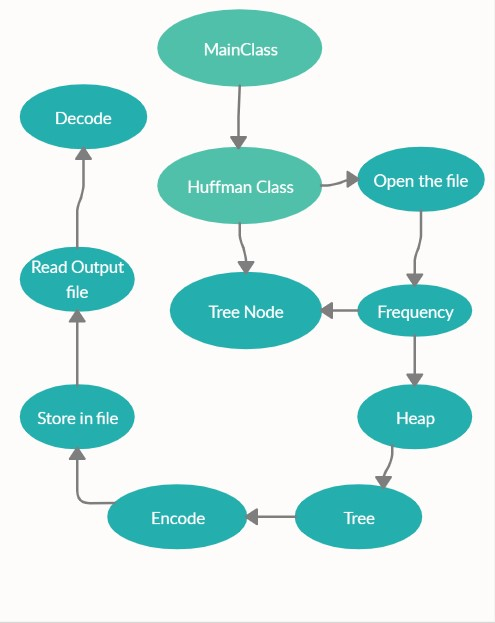 MainClass
Decode
Huffman Class
Open the file
Read Output
file
Tree Node
Frequency
Store in file
Heap
Encode
Tree